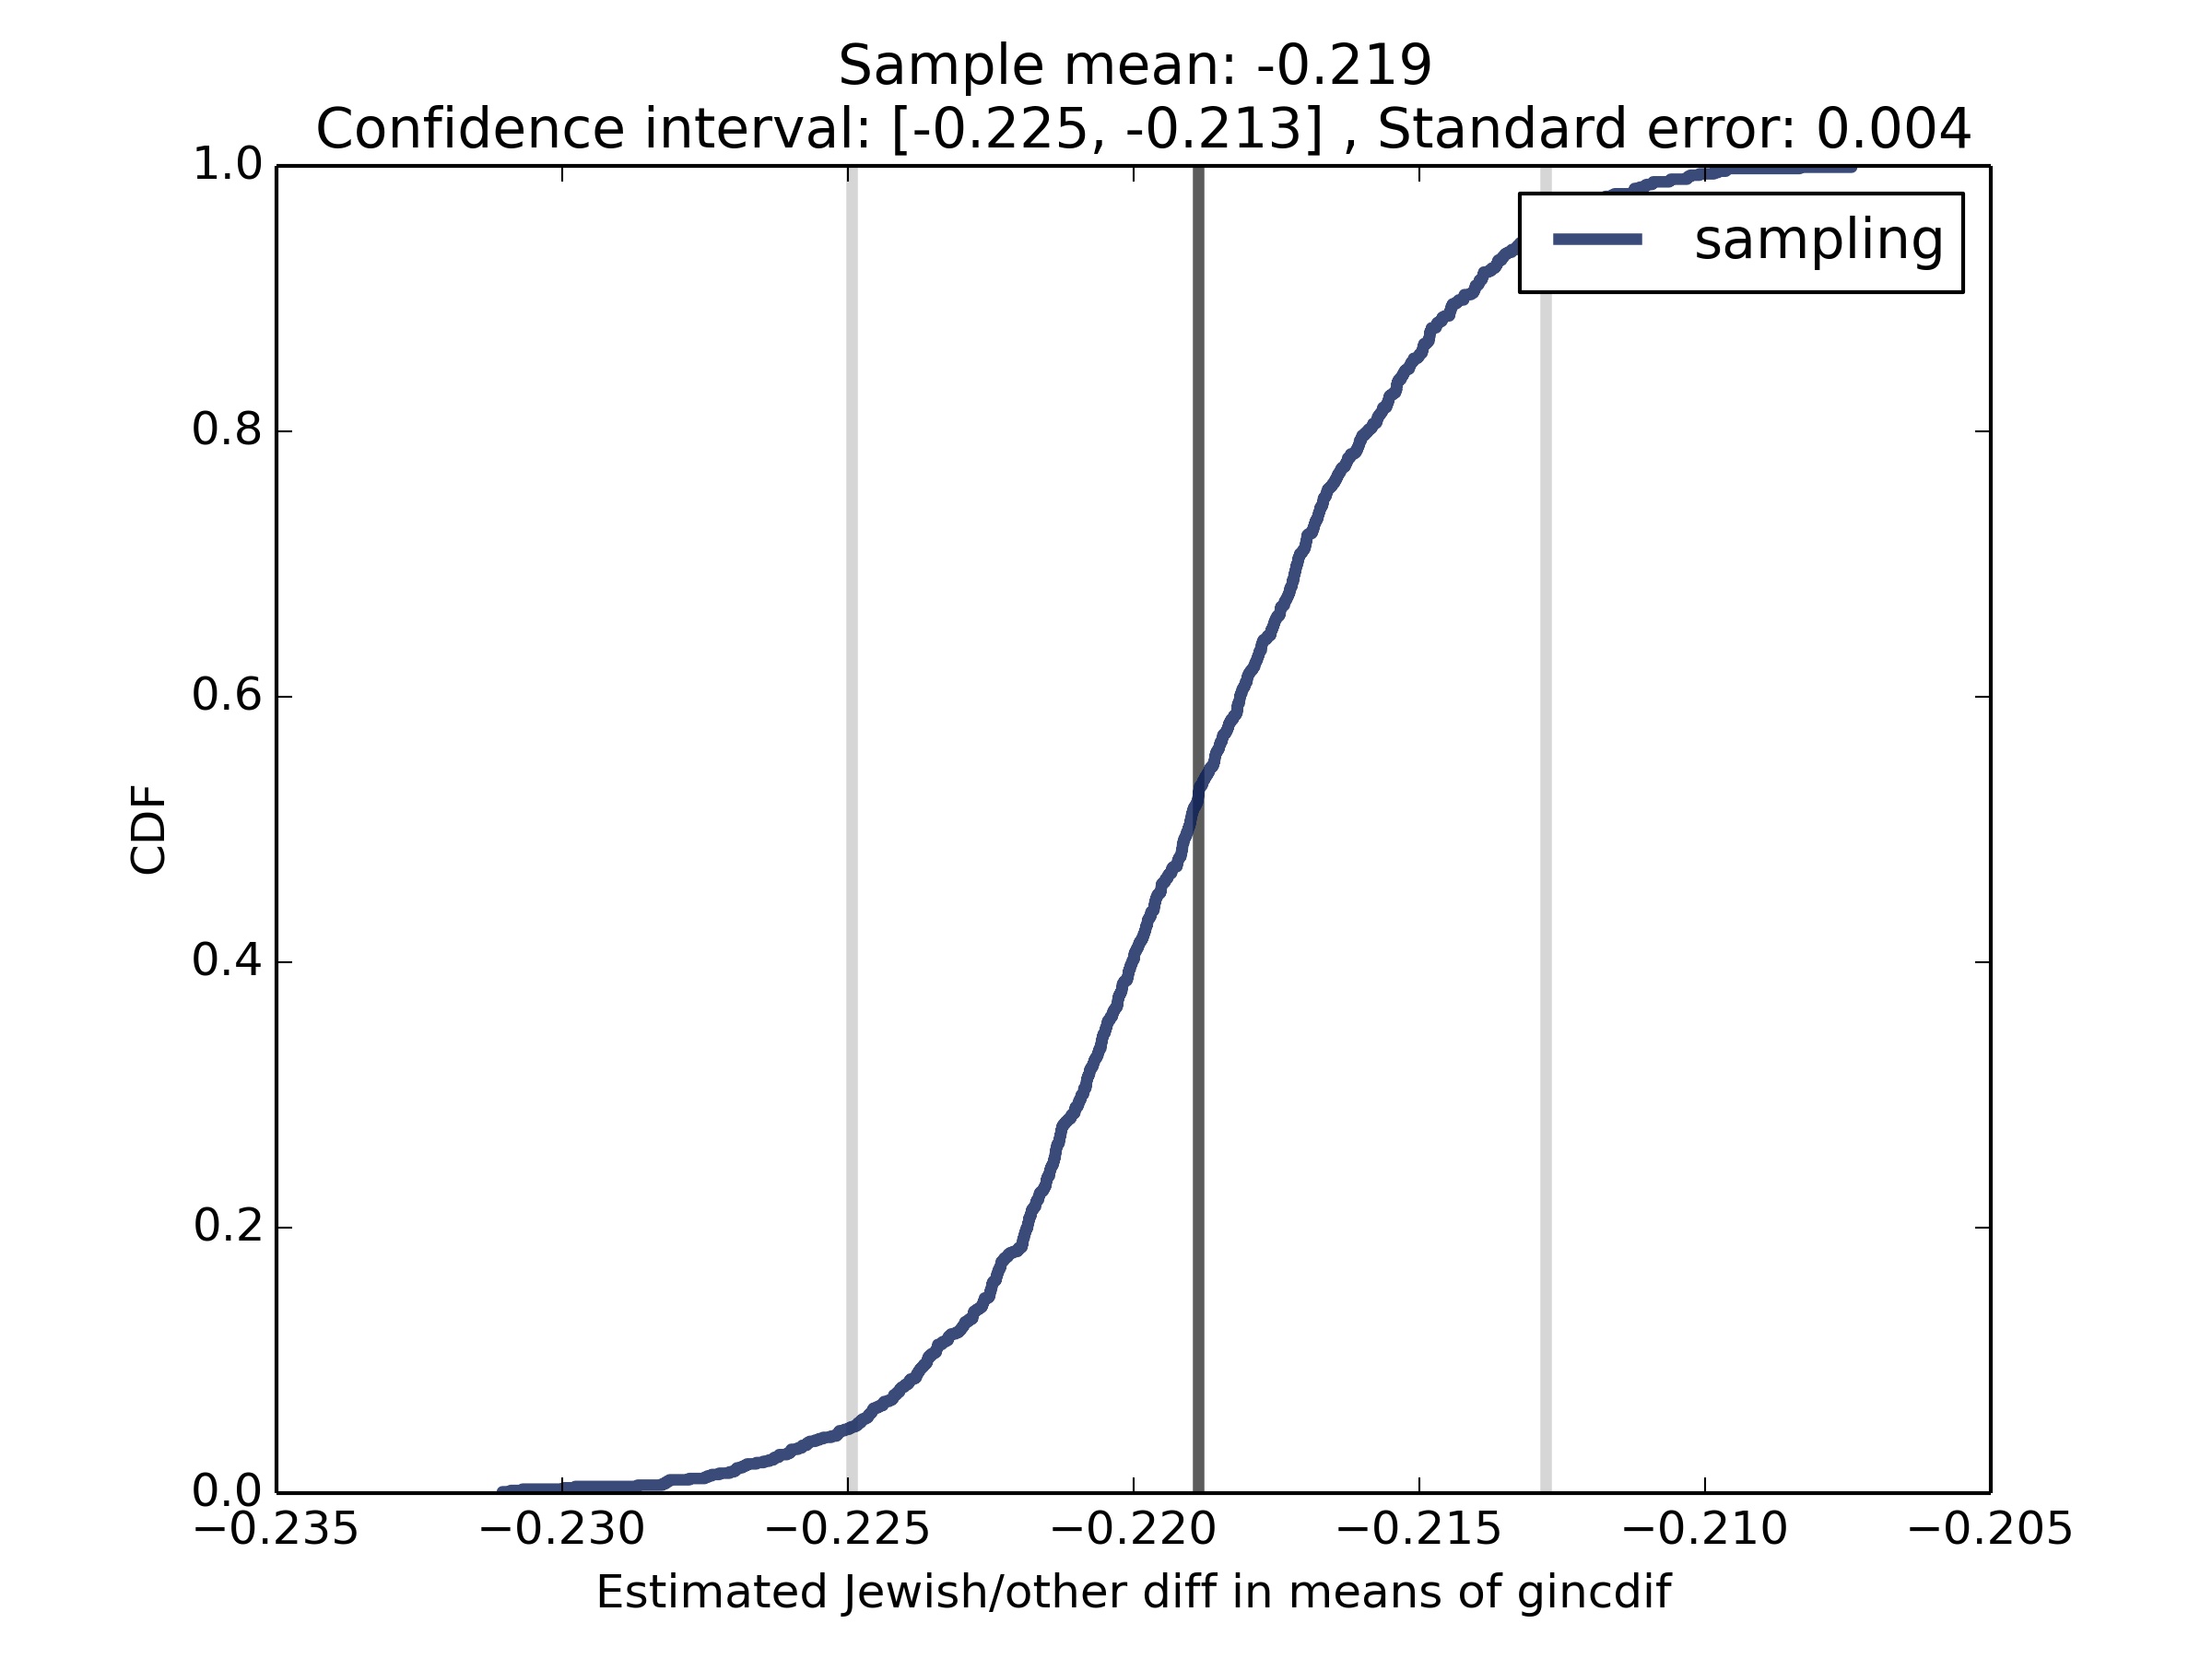 Sample mean: -0.219
Confidence interval: [-0.225, -0.213] , Standard error: 0.004
1.0
sampling
0.8
0.6
CDF
0.4
0.2
0.0
−0.235 −0.230 −0.225 −0.220 −0.215 −0.210 −0.205
Estimated Jewish/other diff in means of gincdif